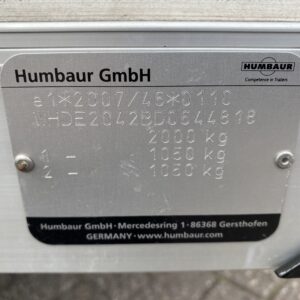 Humbaur GmbH
HUMBAUR
Competence in Trailers
e1*2007/46*0110
WHDE2042BD0644818
2000 kg
1 - 1050 kg
2 - 1050 kg
Humbaur GmbH · Mercedesring 1 · 86368 Gersthofen
GERMANY · www.humbaur.com